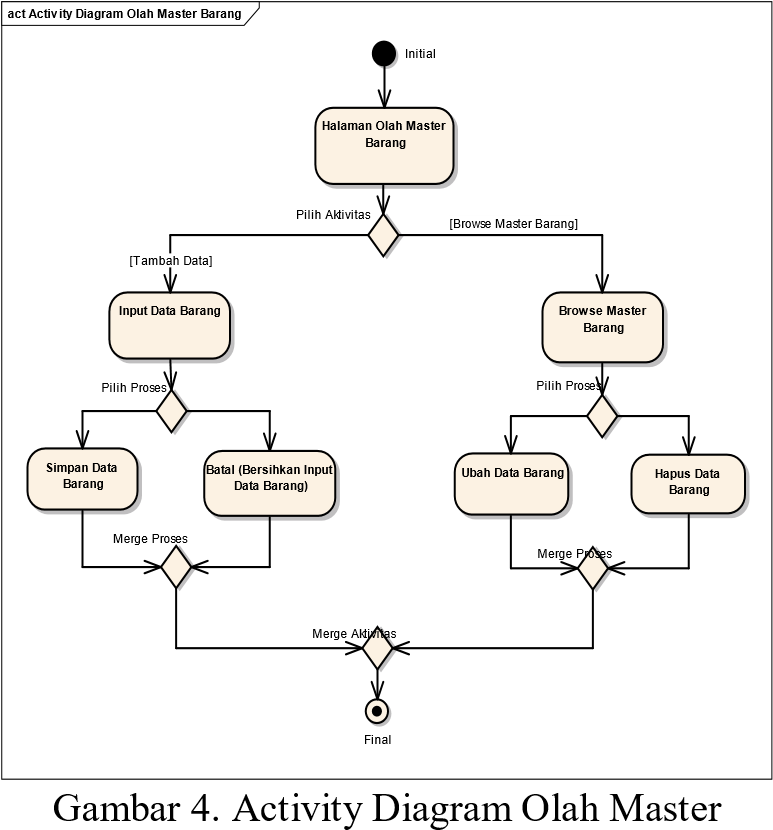 act Activity Diagram Olah Master Barang
Initial
Halaman Olah Master
Barang
Pilih Aktivitas
[Browse Master Barang]
[Tambah Data]
Input Data Barang
Browse Master
Barang
Pilih Proses
Pilih Proses
Simpan Data
Barang
Batal (Bersihkan Input
Data Barang)
Ubah Data Barang
Hapus Data
Barang
Merge Proses
Merge Proses
Merge Aktivitas
Final
Gambar 4. Activity Diagram Olah Master